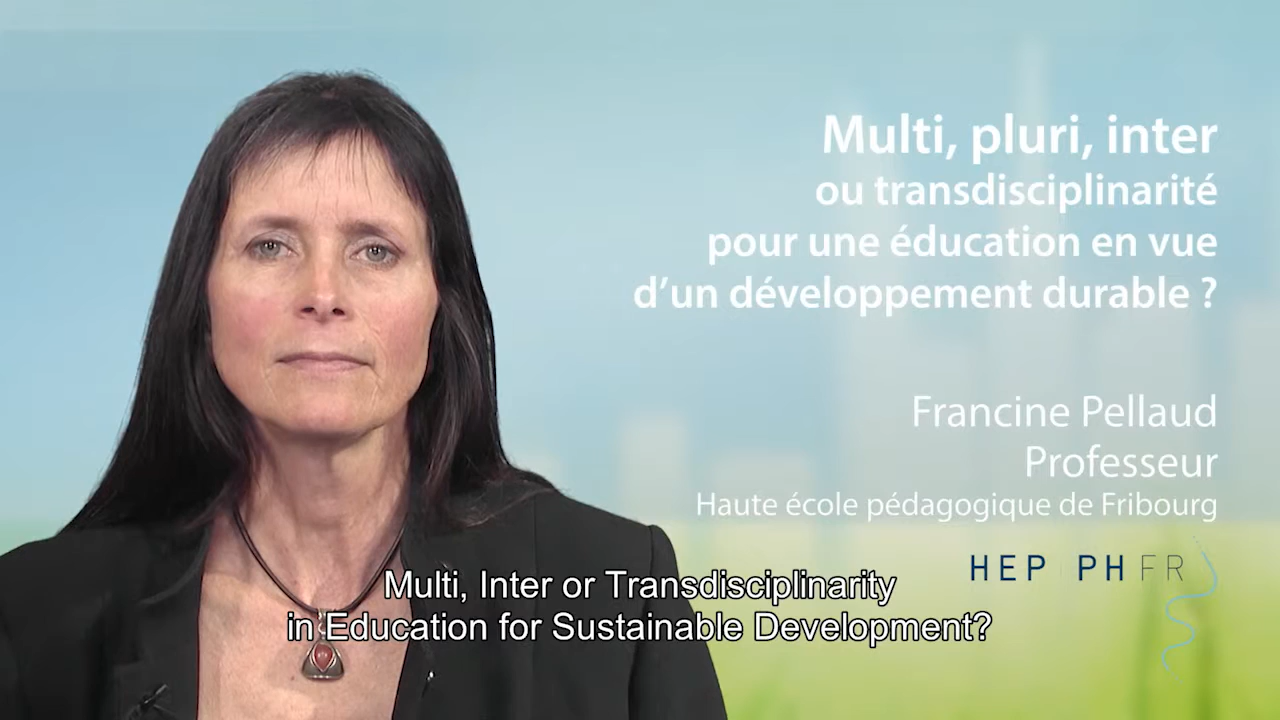 Multi, pluri, inter
ou transdisciplinarité
pour une éducation en vue
d’un développement durable ?
Francine Pellaud
Professeur
Haute école pédagogique de Fribourg
HEP PH FR
Multi, Inter or Transdisciplinarity
in Education for Sustainable Development?